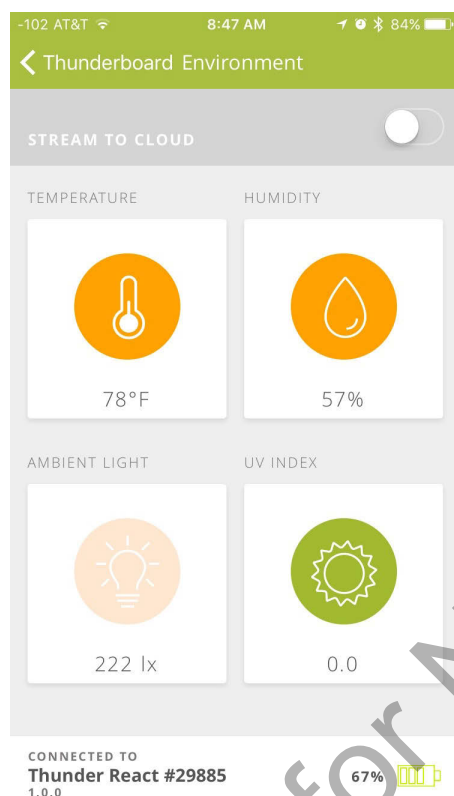 -102 AT&T 8:47 AM 84%
Thunderboard Environment
STREAM TO CLOUD
TEMPERATURE HUMIDITY
78°F 57%
AMBIENT LIGHT UV INDEX
222 lx 0.0
CONNECTED TO
Thunder React #29885 67%
1.0.0
for